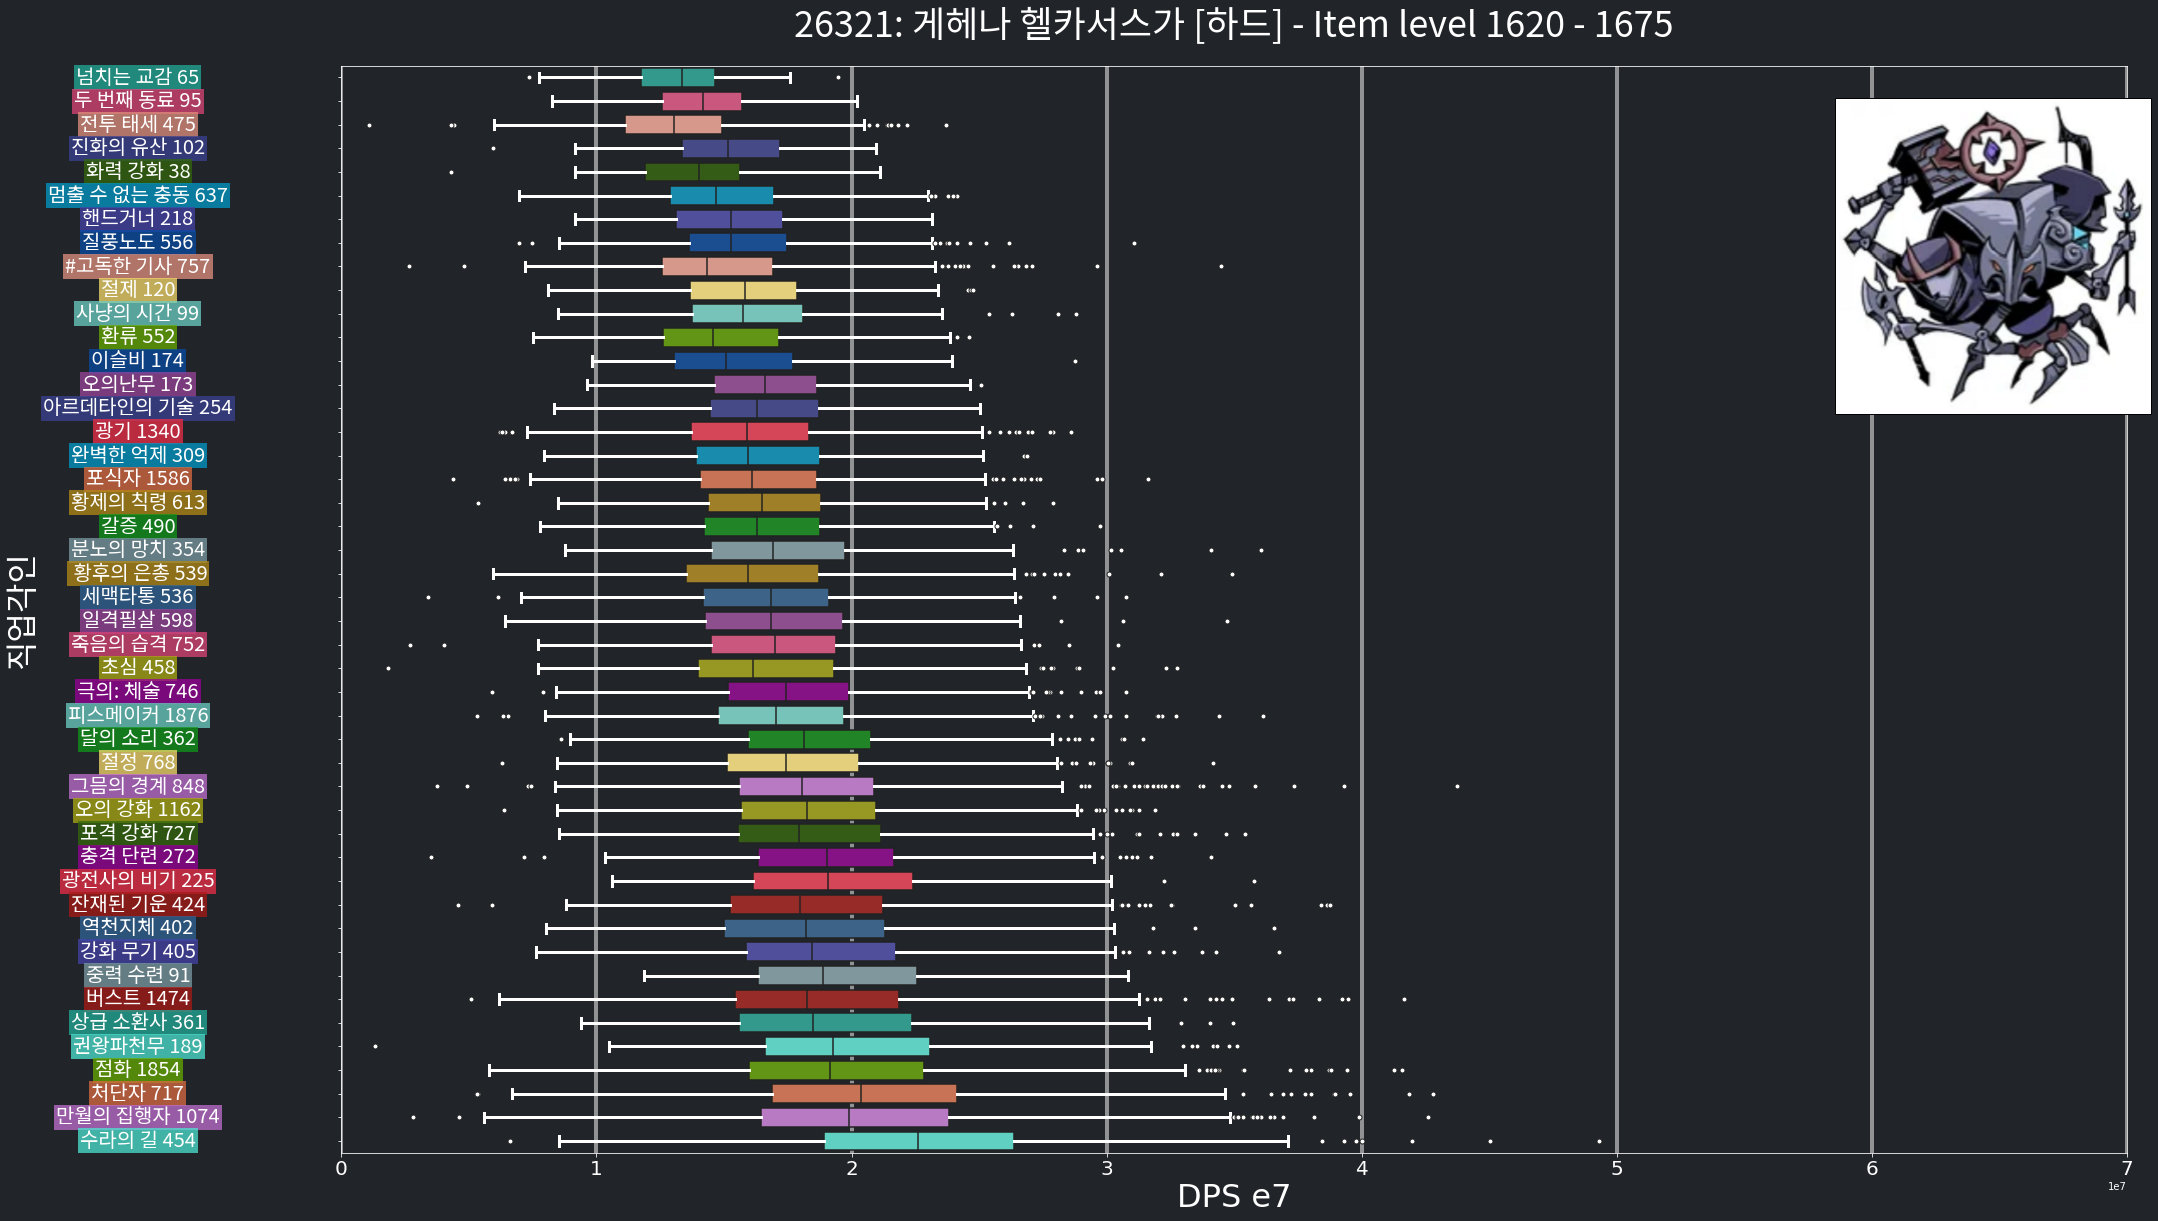 26321: 게헤나 헬카서스가 [하드] - Item level 1620 - 1675
넘치는 교감 65
두 번째 동료 95
전투 태세 475
진화의 유산 102
화력 강화 38
멈출 수 없는 충동 637
핸드거너 218
질풍노도 556
#고독한 기사 757
절제 120
사냥의 시간 99
환류 552
이슬비 174
오의난무 173
아르데타인의 기술 254
광기 1340
완벽한 억제 309
포식자 1586
황제의 칙령 613
갈증 490
분노의 망치 354
황후의 은총 539
세맥타통 536
일격필살 598
죽음의 습격 752
초심 458
극의: 체술 746
피스메이커 1876
달의 소리 362
절정 768
그믐의 경계 848
오의 강화 1162
포격 강화 727
충격 단련 272
광전사의 비기 225
잔재된 기운 424
역천지체 402
강화 무기 405
중력 수련 91
버스트 1474
상급 소환사 361
권왕파천무 189
점화 1854
처단자 717
만월의 집행자 1074
수라의 길 454
직업각인
0 1 2 3 4 5 6 7
1e7
DPS e7